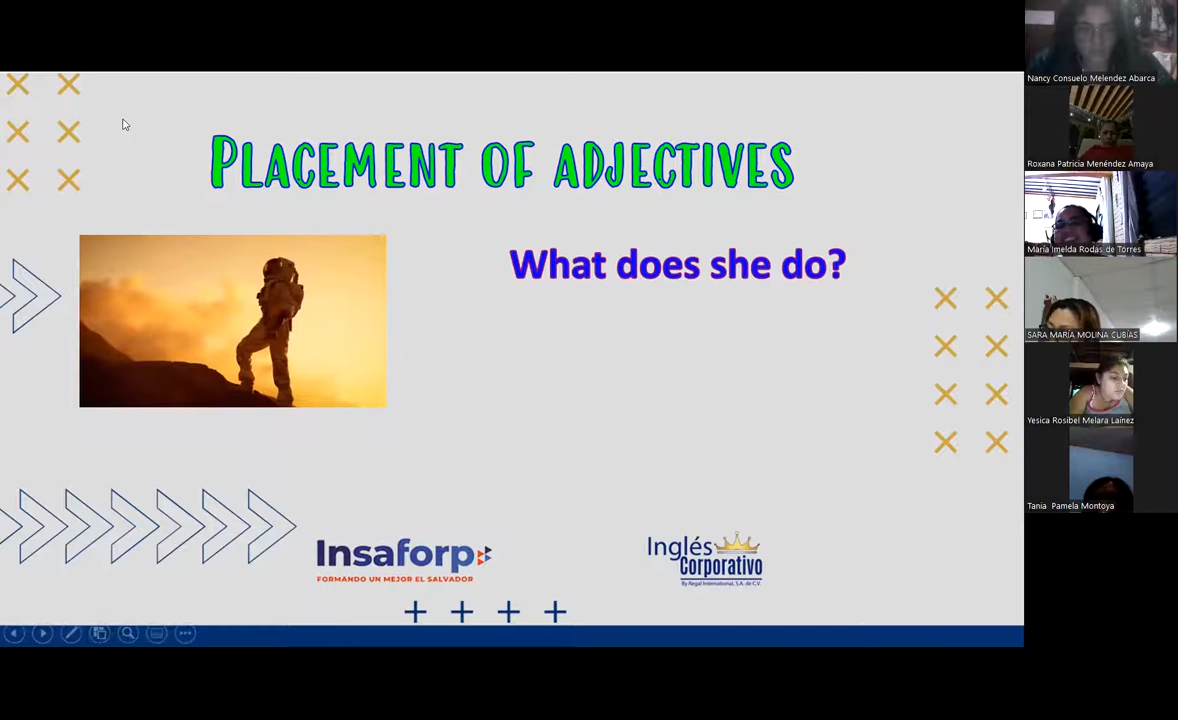 PLACEMENT OF ADJECTIVES
What does she do?
Insaforp
FORMANDO UN MEJOR EL SALVADOR
Inglés
Corporativo
By Regal International, S.A. de C.V.
Nancy Consuelo Melendez Abarca
Roxana Patricia Menéndez Amaya
María Imelda Rodas de Torres
SARA MARÍA MOLINA CUBÍAS
Yesica Rosibel Melara Lainez
Tania Pamela Montoya